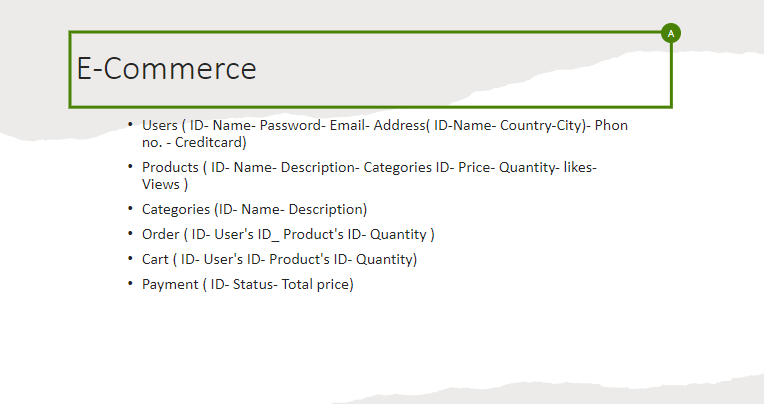 A
E-Commerce
• Users ( ID- Name- Password- Email- Address( ID-Name- Country-City)- Phon
no. - Creditcard)
• Products ( ID- Name- Description- Categories ID- Price- Quantity- likes-
Views )
• Categories (ID- Name- Description)
• Order ( ID- User's ID_ Product's ID- Quantity )
• Cart ( ID- User's ID- Product's ID- Quantity)
• Payment ( ID- Status- Total price)